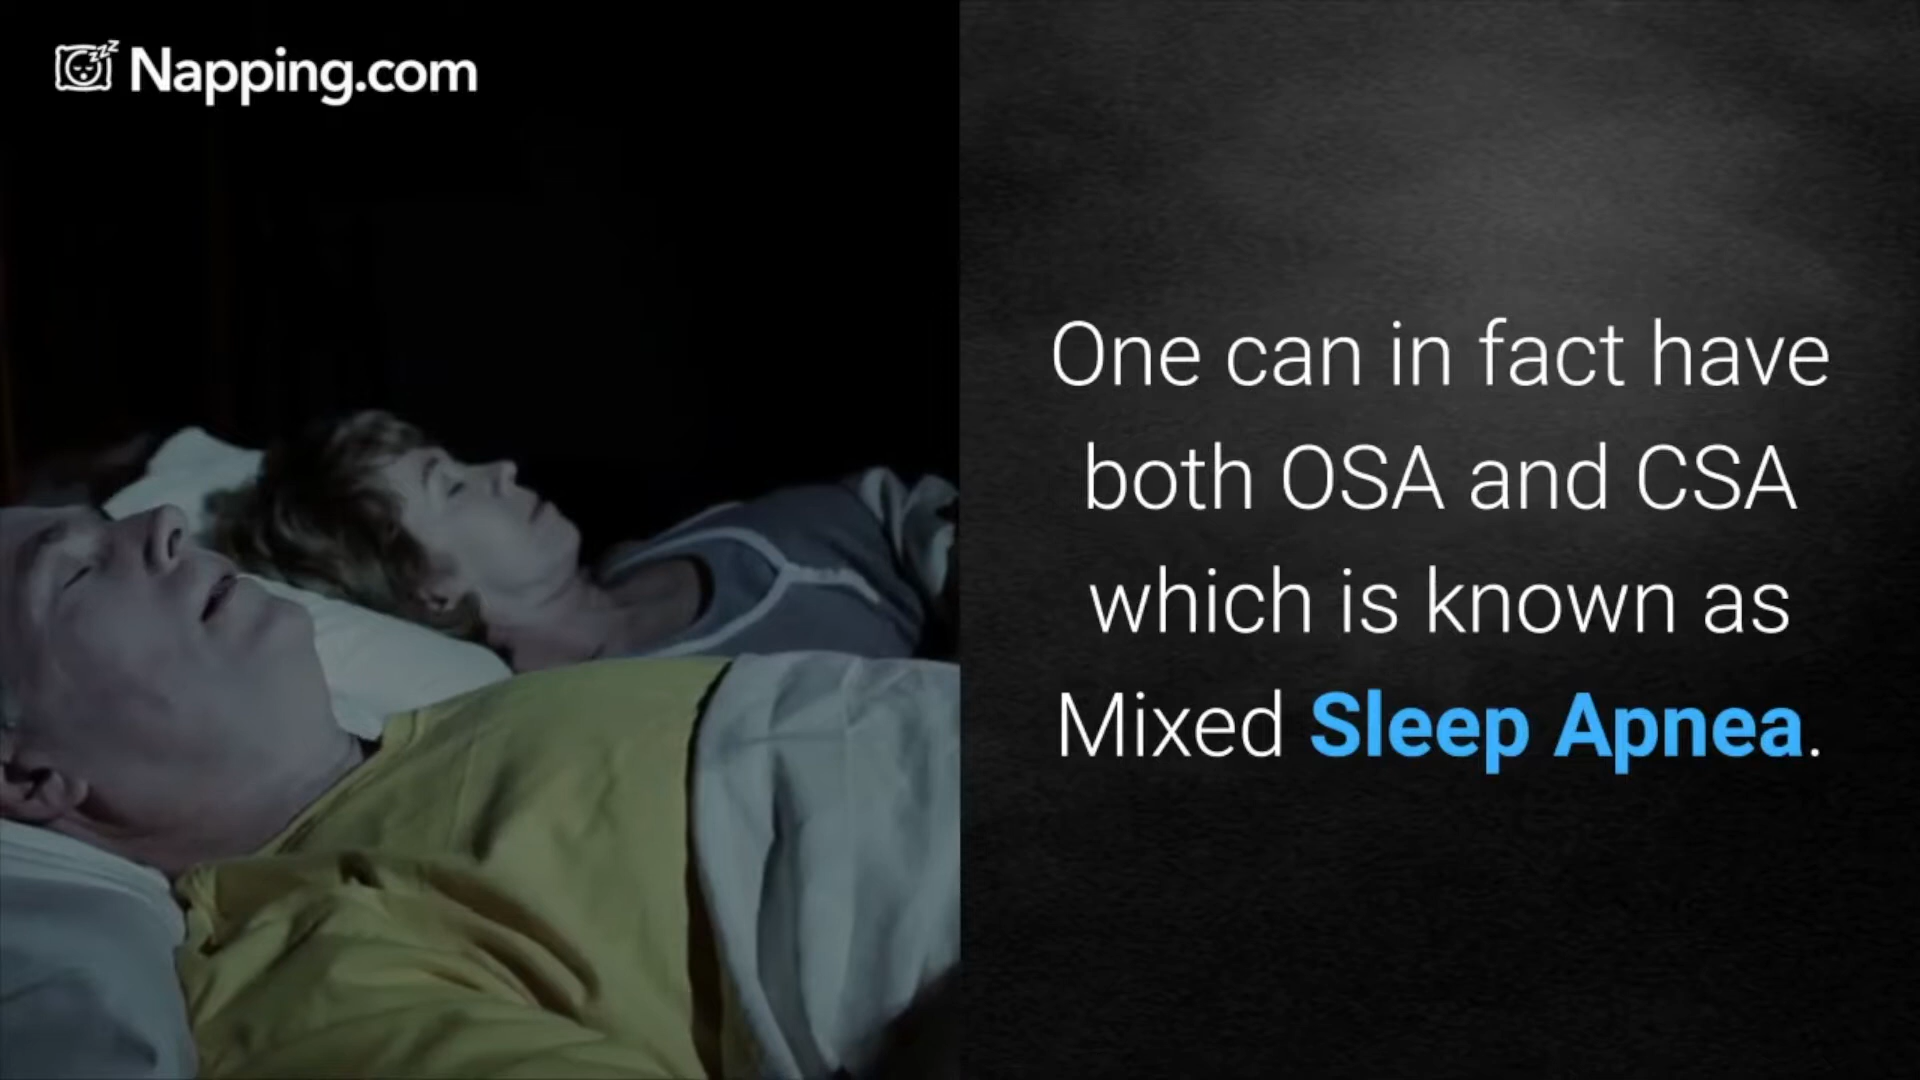 Napping.com
One can in fact have
both OSA and CSA
which is known as
Mixed Sleep Apnea.